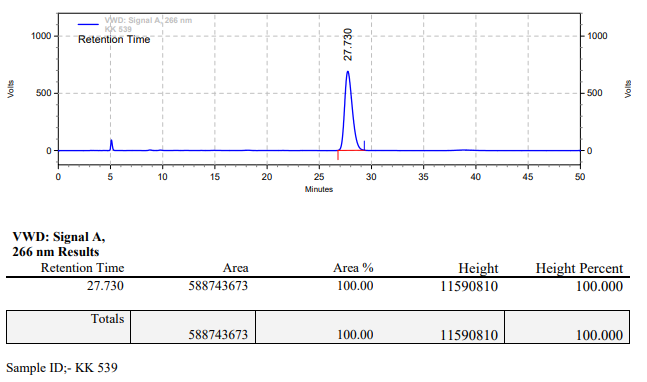 VWD: Signal A, 266 nm
KK 539
Retention Time
27.730
1000
500
0
Volts
1000
500
0
Volts
0 5 10 15 20 25 30 35 40 45 50
Minutes
VWD: Signal A,
266 nm Results
Retention Time Area Area % Height Height Percent
27.730 588743673 100.00 11590810 100.000
Totals
588743673 100.00 11590810 100.000
Sample ID;- KK 539